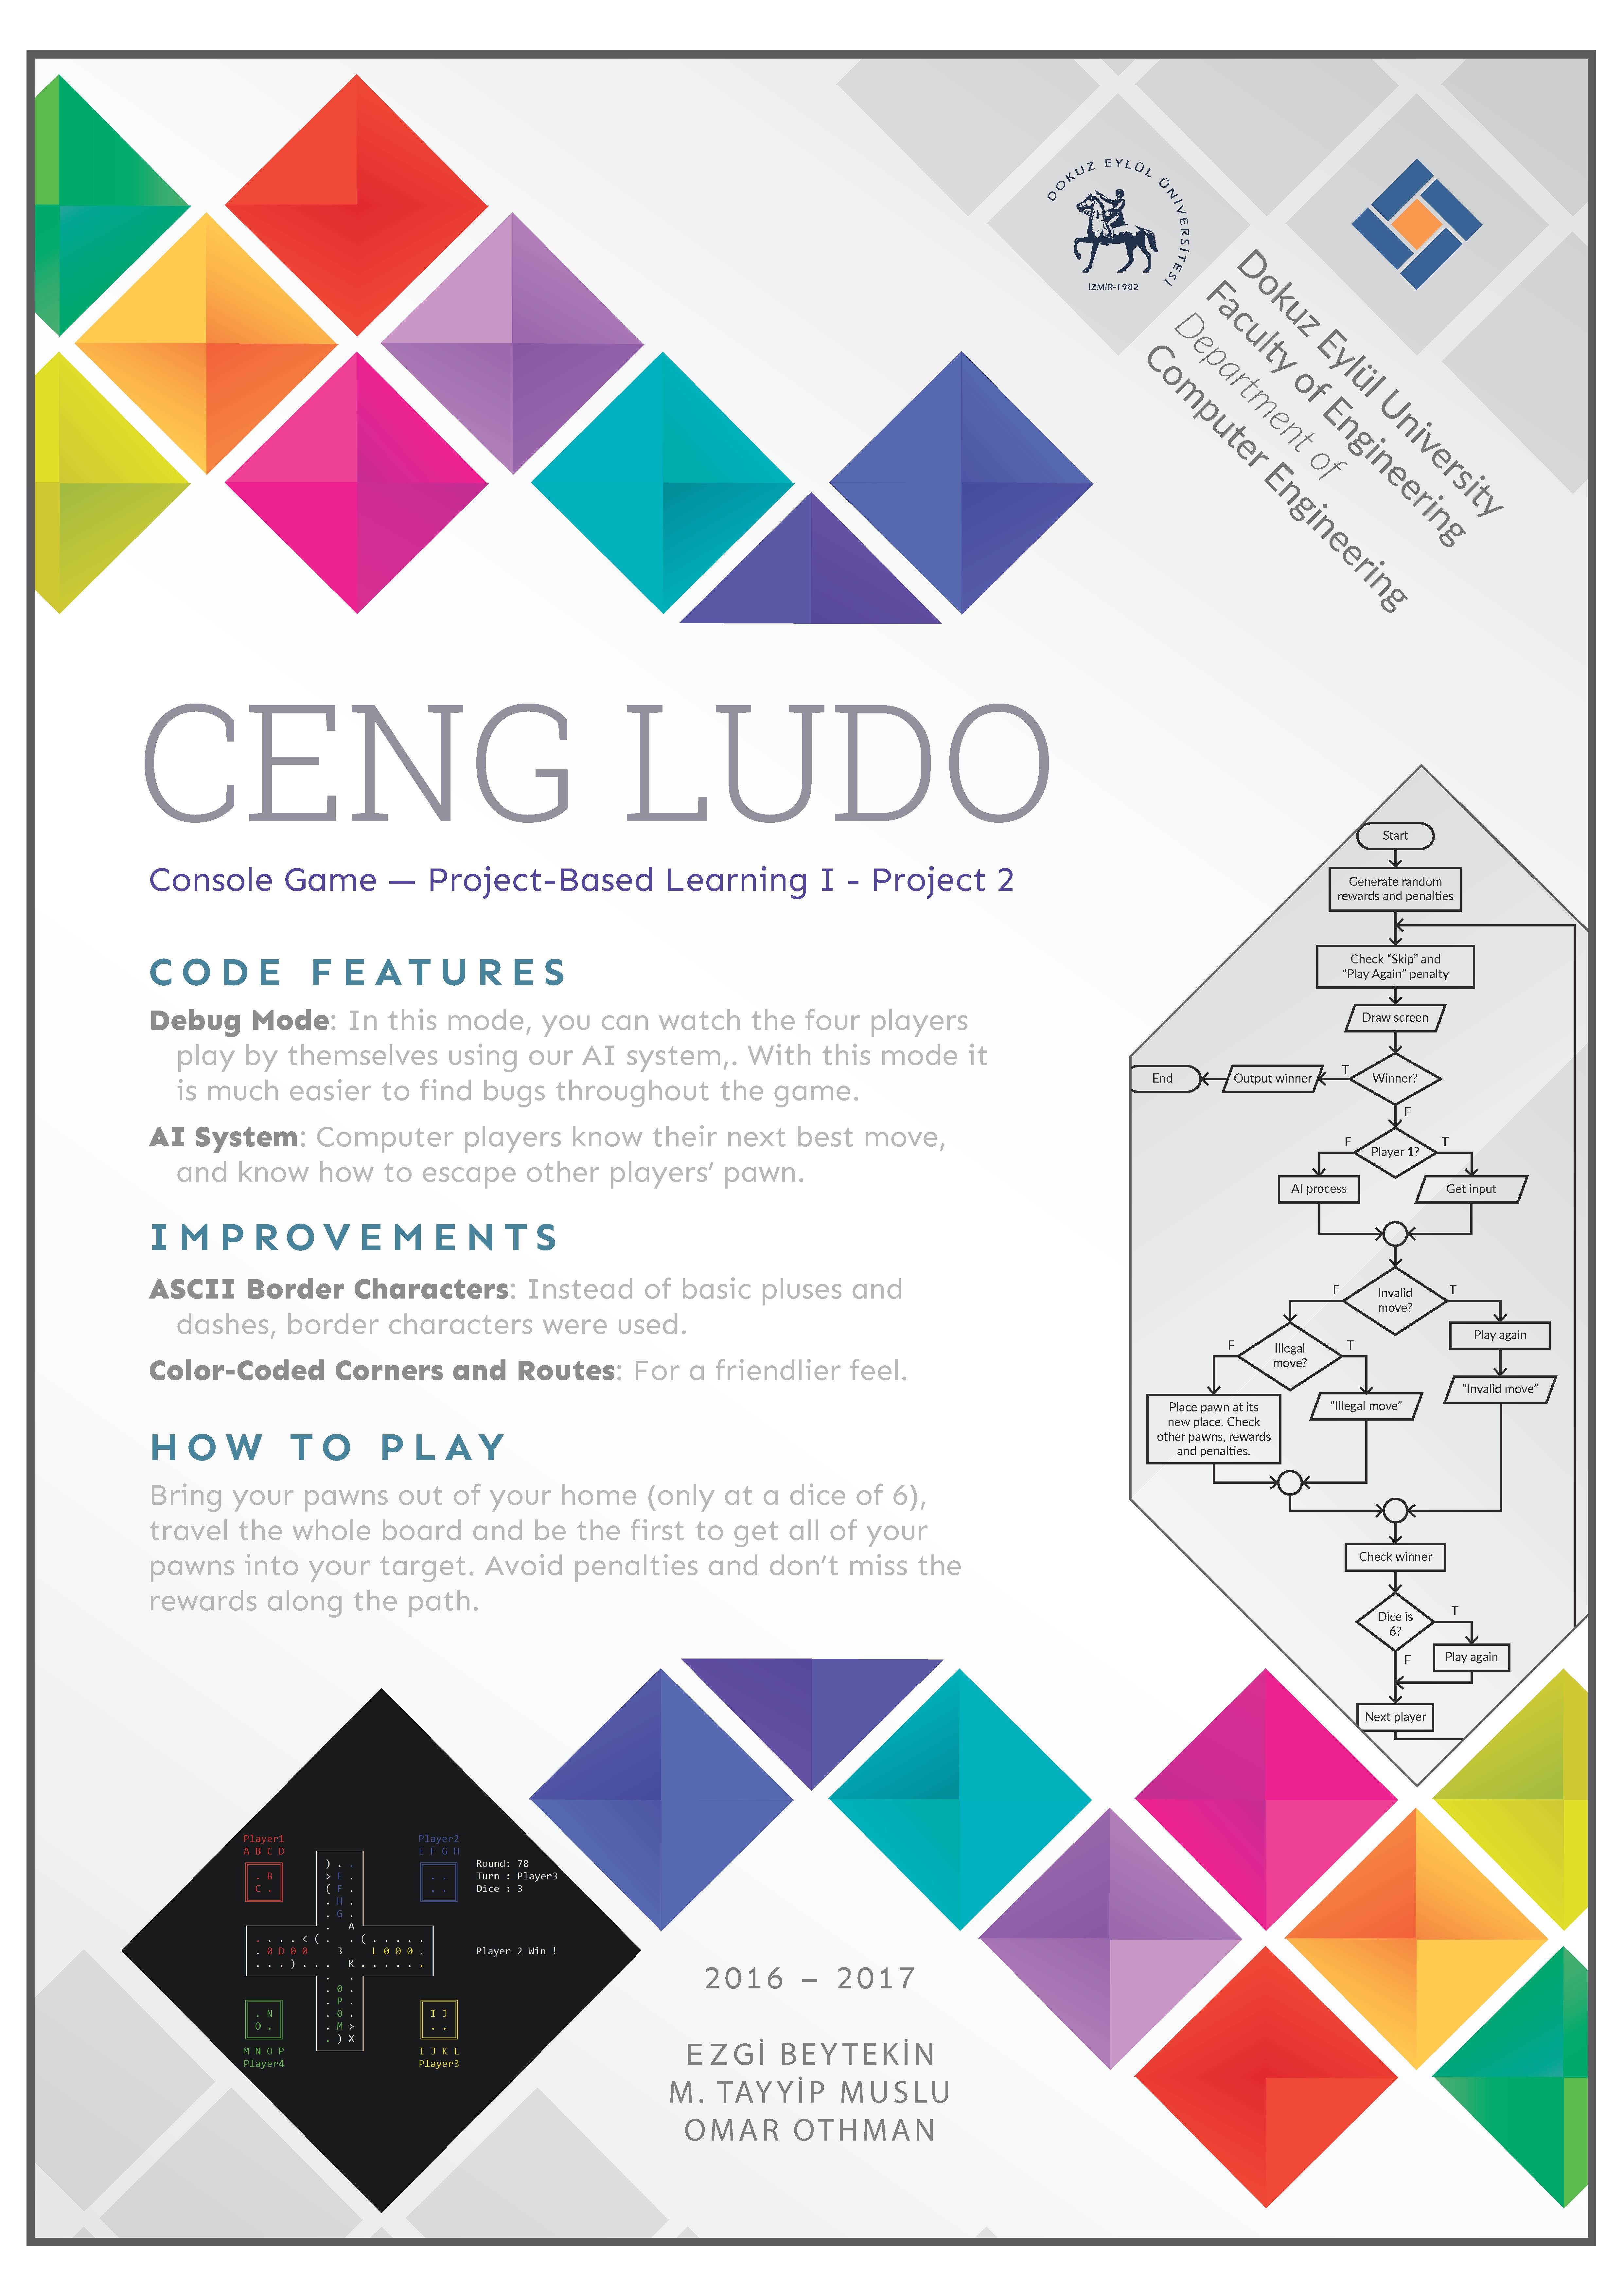 DOKUZ EYLÜL ÜNİVERSİTESİ
İZMİR-1982
Dokuz Eylül University
Faculty of Engineering
Department of
Computer Engineering
CENG LUDO
Console Game — Project-Based Learning I - Project 2
CODE FEATURES
Debug Mode: In this mode, you can watch the four players
play by themselves using our AI system,. With this mode it
is much easier to find bugs throughout the game.
AI System: Computer players know their next best move,
and know how to escape other players’ pawn.
IMPROVEMENTS
ASCII Border Characters: Instead of basic pluses and
dashes, border characters were used.
Color-Coded Corners and Routes: For a friendlier feel.
HOW TO PLAY
Bring your pawns out of your home (only at a dice of 6),
travel the whole board and be the first to get all of your
pawns into your target. Avoid penalties and don’t miss the
rewards along the path.
Start
Generate random
rewards and penalties
Check “Skip” and
“Play Again” penalty
Draw screen
Winner?
T
Output winner
End
F
Player 1?
F
T
AI process
Get input
Invalid
move?
F
T
Illegal
move?
F
T
Play again
“Invalid move”
Place pawn at its
new place. Check
other pawns, rewards
and penalties.
“Illegal move”
Check winner
Dice is
6?
T
F
Play again
Next player
Player1
A B C D
. B
C .
Player2
E F G H
. .
. .
Round: 78
Turn : Player3
Dice : 3
) . .
> E .
( F .
. H .
. G .
. A
. . . . < ( . . ( . . . . .
. 0 D 0 0 3 L 0 0 0 .
. . . ) . . . K . . . . . .
. .
. 0 .
. P .
. 0 .
. M >
. ) X
Player 2 Win !
. N
O .
M N O P
Player4
I J
. .
I J K L
Player3
2016 – 2017
EZGİ BEYTEKİN
M. TAYYİP MUSLU
OMAR OTHMAN